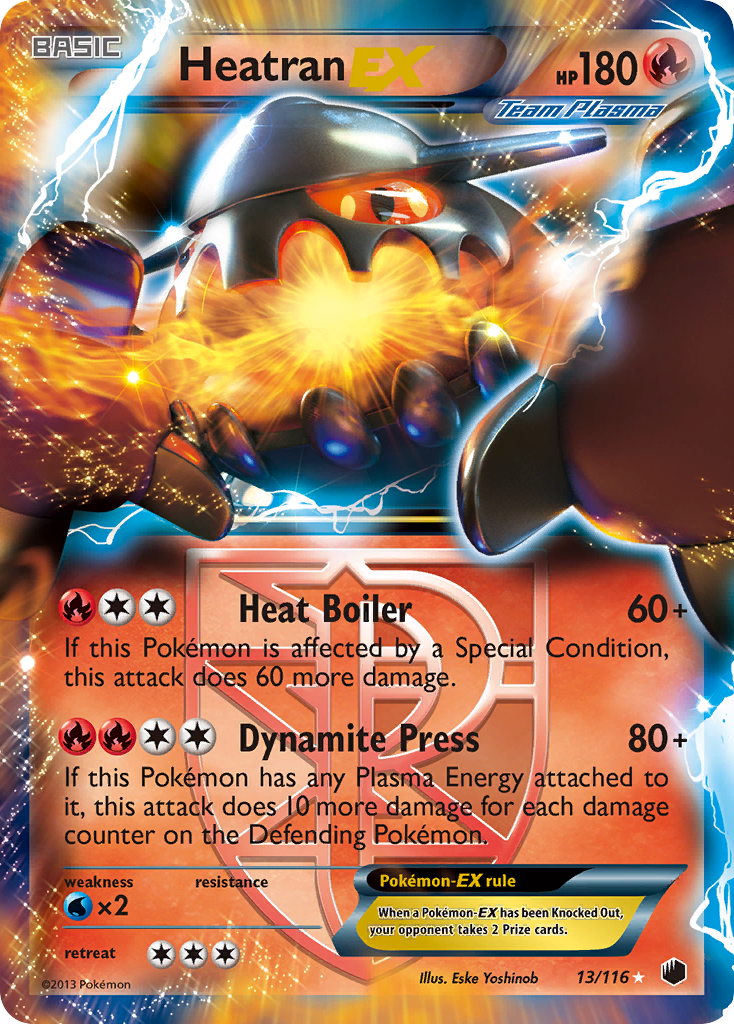 BASIC
Heatran EX
HP180
Team Plasma
Heat Boiler 60+
If this Pokémon is affected by a Special Condition,
this attack does 60 more damage.
Dynamite Press 80+
If this Pokémon has any Plasma Energy attached to
it, this attack does 10 more damage for each damage
counter on the Defending Pokémon.
weakness resistance
×2
Pokémon-EX rule
When a Pokémon-EX has been Knocked Out,
your opponent takes 2 Prize cards.
retreat
©2013 Pokémon
Illus. Eske Yoshinob 13/116 ★